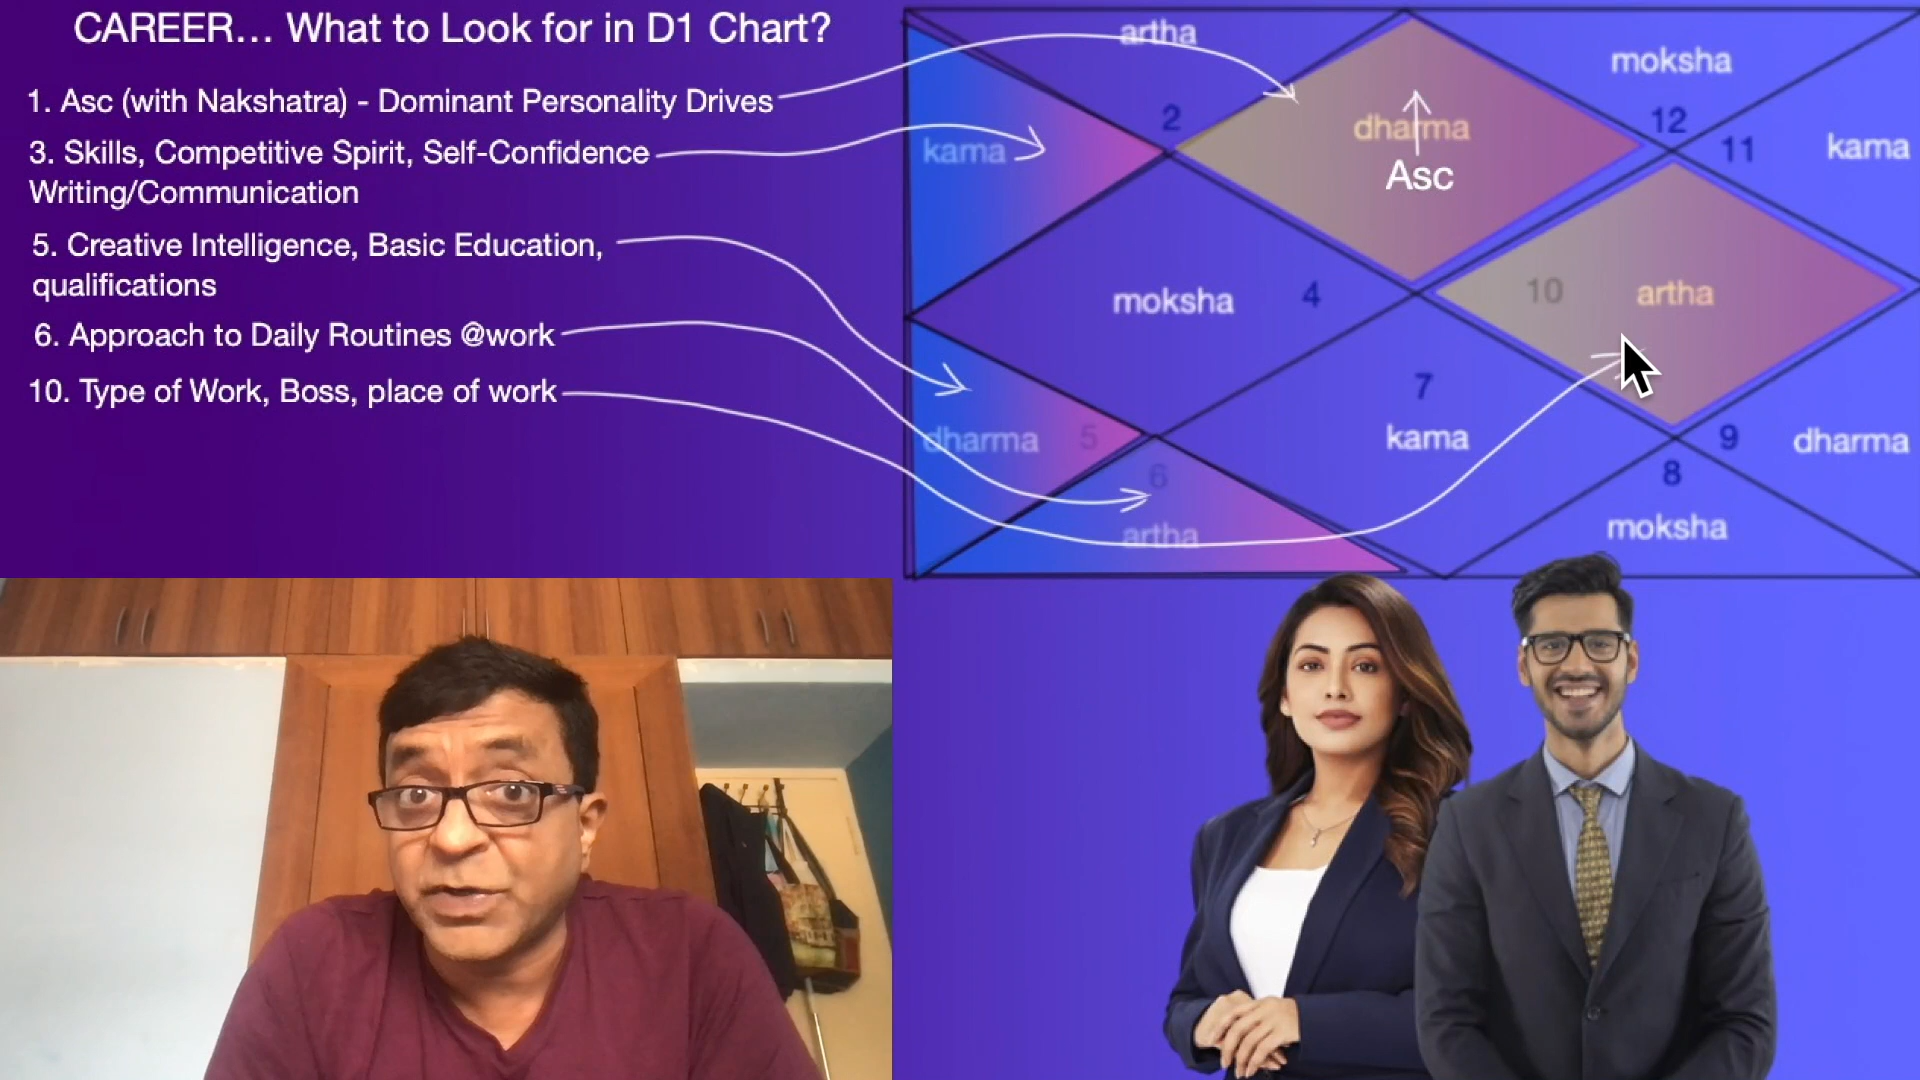 CAREER... What to Look for in D1 Chart?
1. Asc (with Nakshatra) - Dominant Personality Drives
3. Skills, Competitive Spirit, Self-Confidence
Writing/Communication
5. Creative Intelligence, Basic Education,
qualifications
6. Approach to Daily Routines @work
10. Type of Work, Boss, place of work
artha
moksha
2
dharma
12
kama
11
kama
Asc
moksha
4
10
artha
7
dharma
5
kama
9
dharma
6
8
artha
moksha